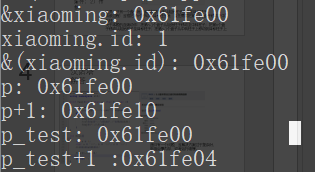 &xiaoming: 0x61fe00
xiaoming.id: 1
&(xiaoming.id): 0x61fe00
p: 0x61fe00
p+1: 0x61fe10
p_test: 0x61fe00
p_test+1 :0x61fe04